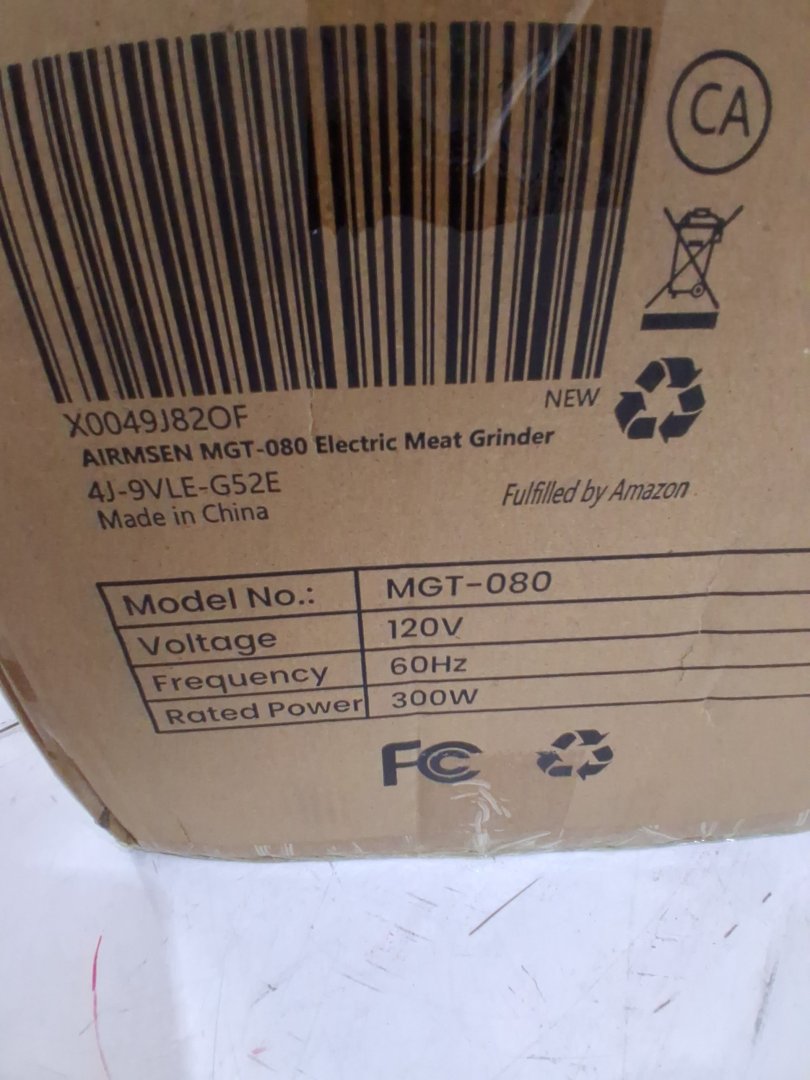 CA
X0049J82OF
NEW
AIRMSEN MGT-080 Electric Meat Grinder
4J-9VLE-G52E
Fulfilled by Amazon
Made in China
Model No.: MGT-080
Voltage 120V
Frequency 60Hz
Rated Power 300W
FC